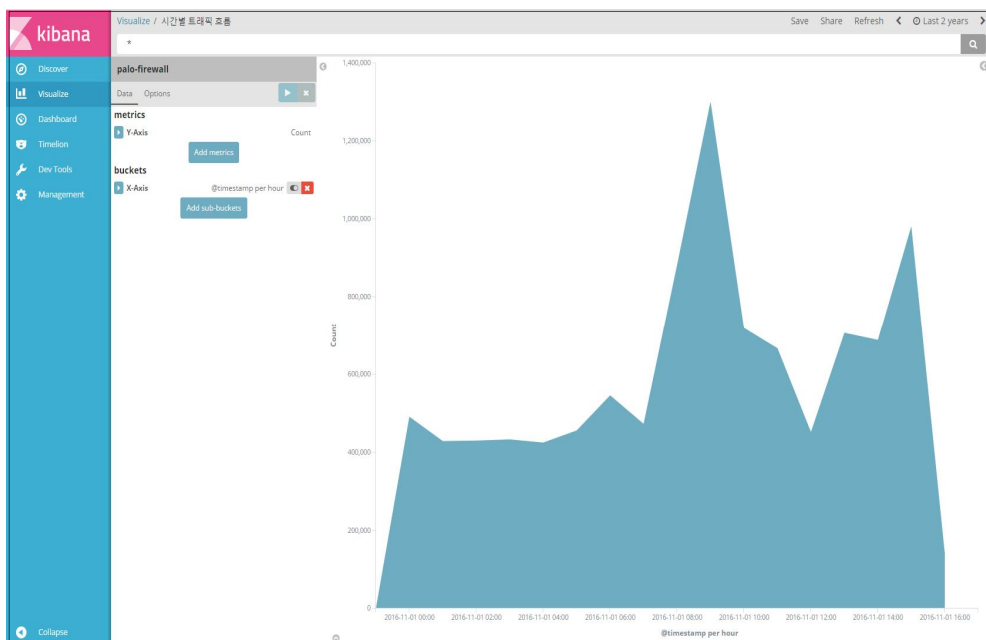 kibana
Discover
Visualize
Dashboard
Timelion
Dev Tools
Management
Collapse
Visualize / 시간별 트래픽 흐름
Save Share Refresh Last 2 years
*
palo-firewall
Data Options
metrics
Y-Axis Count
Add metrics
buckets
X-Axis @timestamp per hour
Add sub-buckets
1,400,000
1,200,000
1,000,000
800,000
600,000
400,000
200,000
0
Count
2016-11-01 00:00 2016-11-01 02:00 2016-11-01 04:00 2016-11-01 06:00 2016-11-01 08:00 2016-11-01 10:00 2016-11-01 12:00 2016-11-01 14:00 2016-11-01 16:00
@timestamp per hour